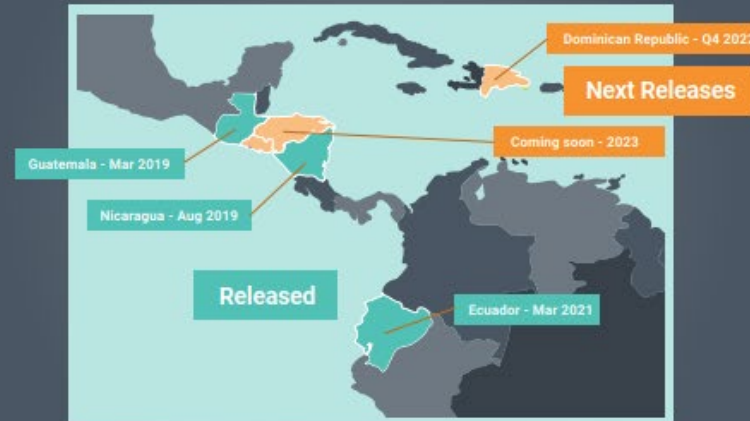 Dominican Republic - Q4 2022
Next Releases
Coming soon - 2023
Guatemala - Mar 2019
Nicaragua - Aug 2019
Released
Ecuador - Mar 2021